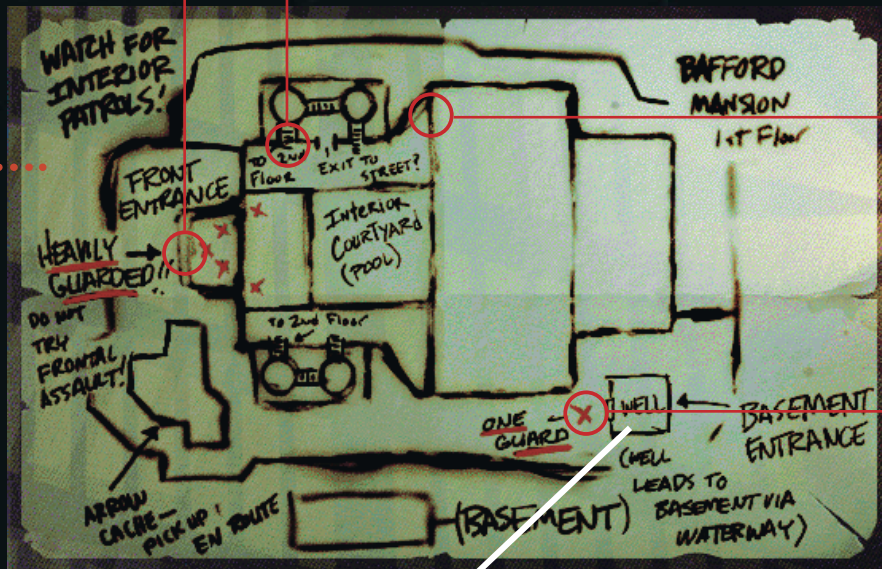 WATCH FOR
INTERIOR
PATROLS!
BAFFORD
MANSION
1st Floor
TO 2nd
Floor
EXIT TO
STREET?
FRONT
ENTRANCE
INTERIOR
COURTYARD
(POOL)
HEAVILY
GUARDED!!
DO NOT
TRY
FRONTAL
ASSAULT!
TO 2nd Floor
ONE
GUARD
WELL
BASEMENT
ENTRANCE
(WELL
LEADS TO
BASEMENT VIA
WATERWAY)
ARROW
CACHE—
PICK UP
EN ROUTE
(BASEMENT)